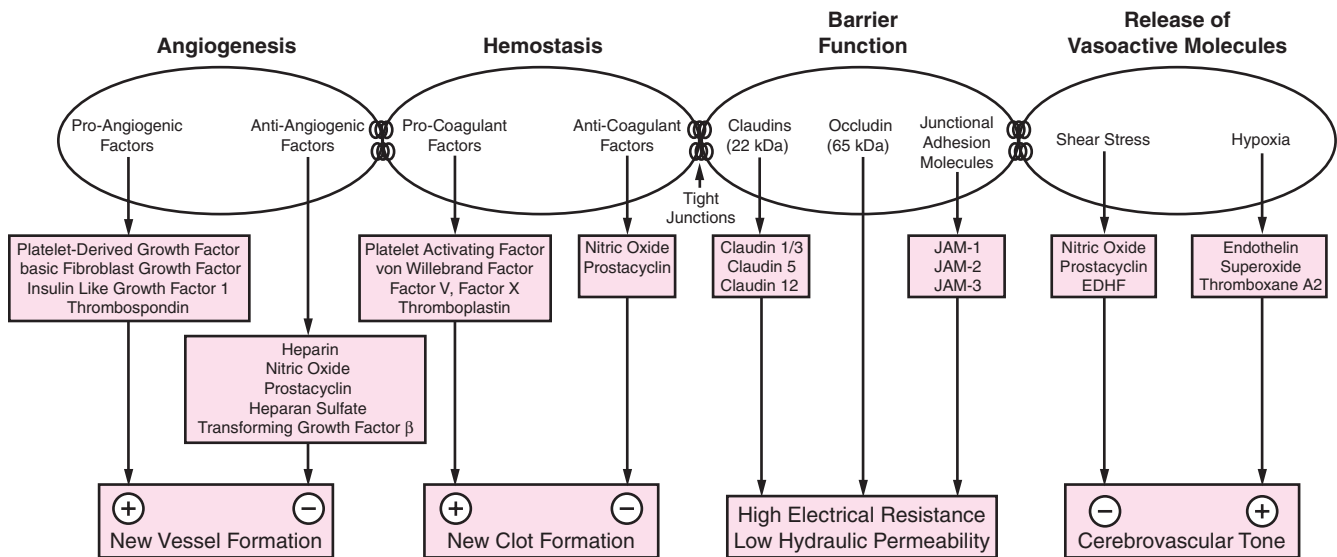 Angiogenesis
Hemostasis
Barrier
Function
Release of
Vasoactive Molecules
Pro-Angiogenic
Factors
Anti-Angiogenic
Factors
Pro-Coagulant
Factors
Anti-Coagulant
Factors
Tight
Junctions
Claudins
(22 kDa)
Occludin
(65 kDa)
Junctional
Adhesion
Molecules
Shear Stress
Hypoxia
Platelet-Derived Growth Factor
basic Fibroblast Growth Factor
Insulin Like Growth Factor 1
Thrombospondin
Heparin
Nitric Oxide
Prostacyclin
Heparan Sulfate
Transforming Growth Factor β
Platelet Activating Factor
von Willebrand Factor
Factor V, Factor X
Thromboplastin
Nitric Oxide
Prostacyclin
Claudin 1/3
Claudin 5
Claudin 12
JAM-1
JAM-2
JAM-3
Nitric Oxide
Prostacyclin
EDHF
Endothelin
Superoxide
Thromboxane A2
+ −
New Vessel Formation
+ −
New Clot Formation
High Electrical Resistance
Low Hydraulic Permeability
− +
Cerebrovascular Tone